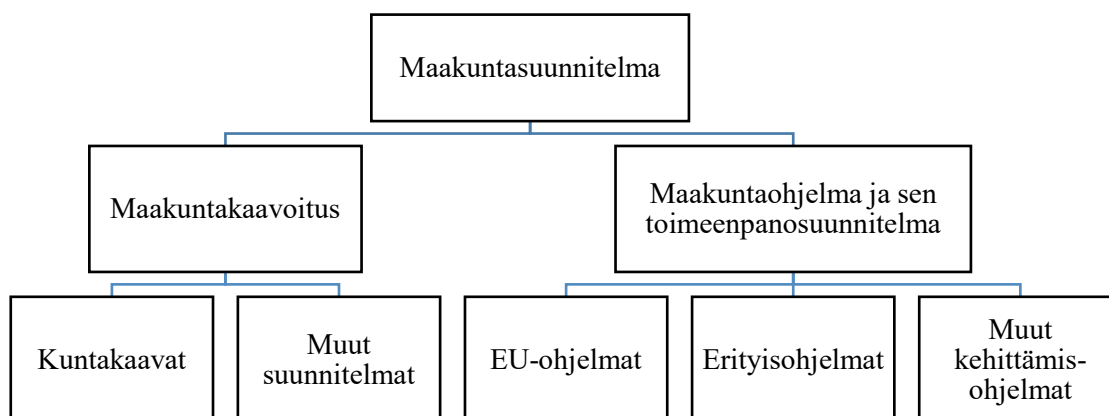 Maakuntasuunnitelma
Maakuntakaavoitus
Maakuntaohjelma ja sen
toimeenpanosuunnitelma
Kuntakaavat
Muut
suunnitelmat
EU-ohjelmat
Erityisohjelmat
Muut
kehittämis-
ohjelmat